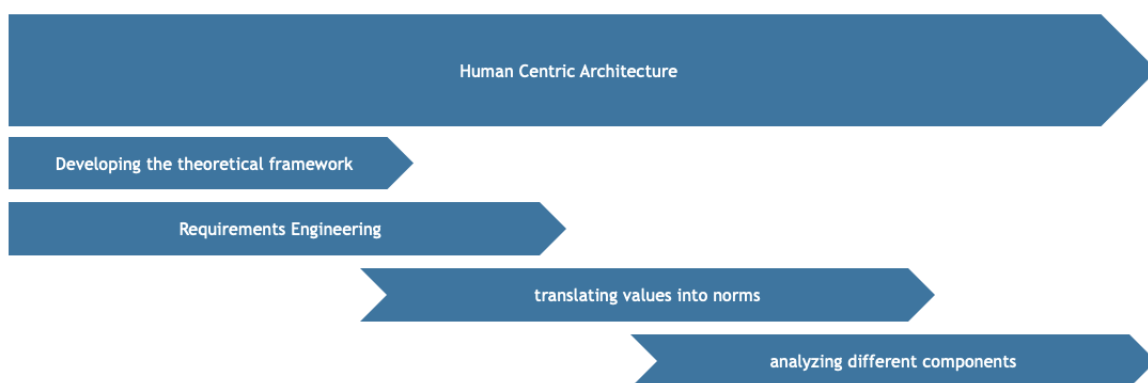 Human Centric Architecture
Developing the theoretical framework
Requirements Engineering
translating values into norms
analyzing different components